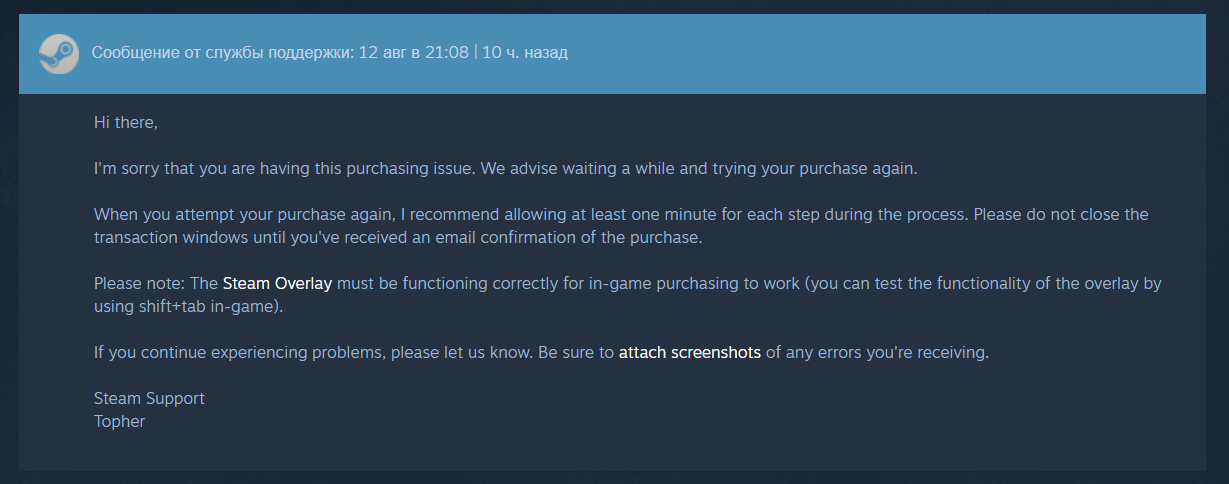 Сообщение от службы поддержки: 12 авг в 21:08 | 10 ч. назад
Hi there,
I'm sorry that you are having this purchasing issue. We advise waiting a while and trying your purchase again.
When you attempt your purchase again, I recommend allowing at least one minute for each step during the process. Please do not close the
transaction windows until you've received an email confirmation of the purchase.
Please note: The Steam Overlay must be functioning correctly for in-game purchasing to work (you can test the functionality of the overlay by
using shift+tab in-game).
If you continue experiencing problems, please let us know. Be sure to attach screenshots of any errors you're receiving.
Steam Support
Topher